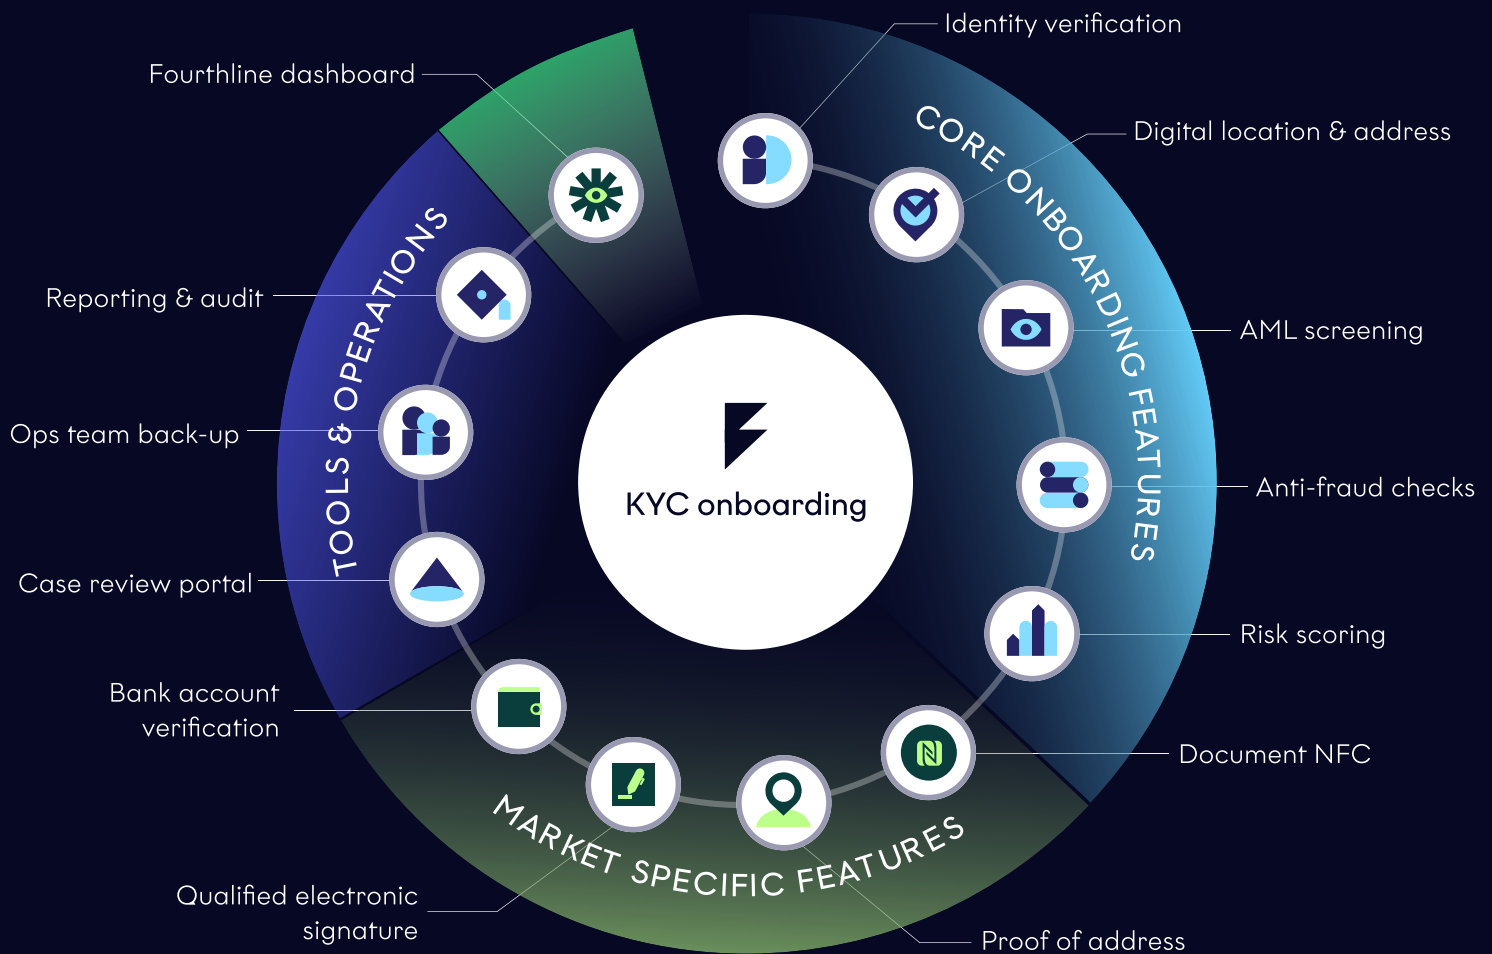 Identity verification
Fourthline dashboard
Digital location & address
CORE ONBOARDING FEATURES
TOOLS & OPERATIONS
Reporting & audit
AML screening
Ops team back-up
KYC onboarding
Anti-fraud checks
Case review portal
Risk scoring
Bank account
verification
Document NFC
MARKET SPECIFIC FEATURES
Qualified electronic
signature
Proof of address